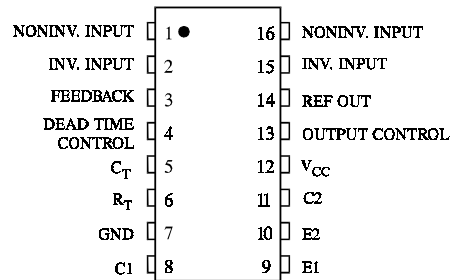 NONINV. INPUT 1 16 NONINV. INPUT
INV. INPUT 2 15 INV. INPUT
FEEDBACK 3 14 REF OUT
DEAD TIME
CONTROL 4 13 OUTPUT CONTROL
CT 5 12 VCC
RT 6 11 C2
GND 7 10 E2
C1 8 9 E1